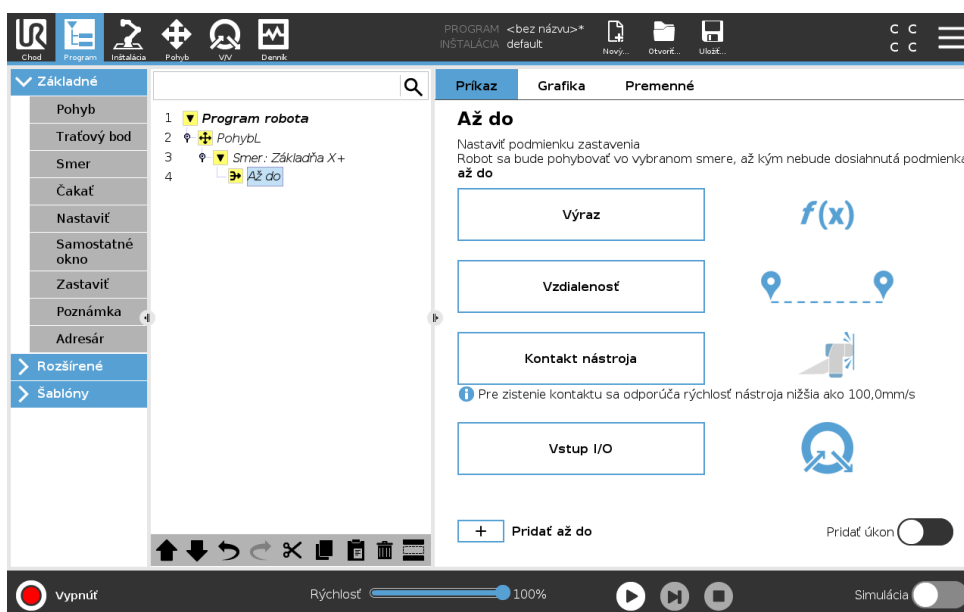 PROGRAM <bez názvu>*
INŠTALÁCIA default
Chod
Program
Inštalácia
Pohyb
V/V
Denník
Nový...
Otvoriť...
Uložiť...
C C
C C
Základné
Pohyb
Traťový bod
Smer
Čakať
Nastaviť
Samostatné
okno
Zastaviť
Poznámka
Adresár
Rozšírené
Šablóny
1 Program robota
2 PohybL
3 Smer: Základňa X+
4 Až do
Príkaz
Grafika
Premenné
Až do
Nastaviť podmienku zastavenia
Robot sa bude pohybovať vo vybranom smere, až kým nebude dosiahnutá podmienka
až do
Výraz
f(x)
Vzdialenosť
Kontakt nástroja
Pre zistenie kontaktu sa odporúča rýchlosť nástroja nižšia ako 100,0mm/s
Vstup I/O
+ Pridať až do
Pridať úkon
Vypnúť
Rýchlosť
100%
Simulácia